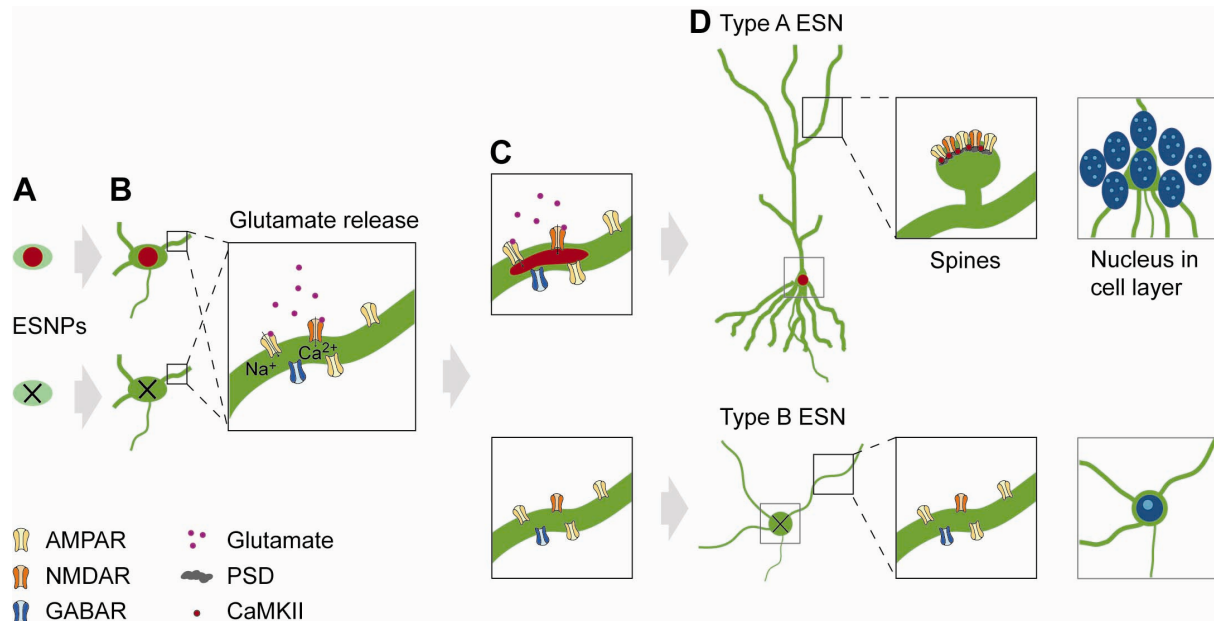 A
ESNPs
B
Glutamate release
Na+
Ca2+
C
D
Type A ESN
Spines
Nucleus in
cell layer
Type B ESN
AMPAR
NMDAR
GABAR
Glutamate
PSD
CaMKII